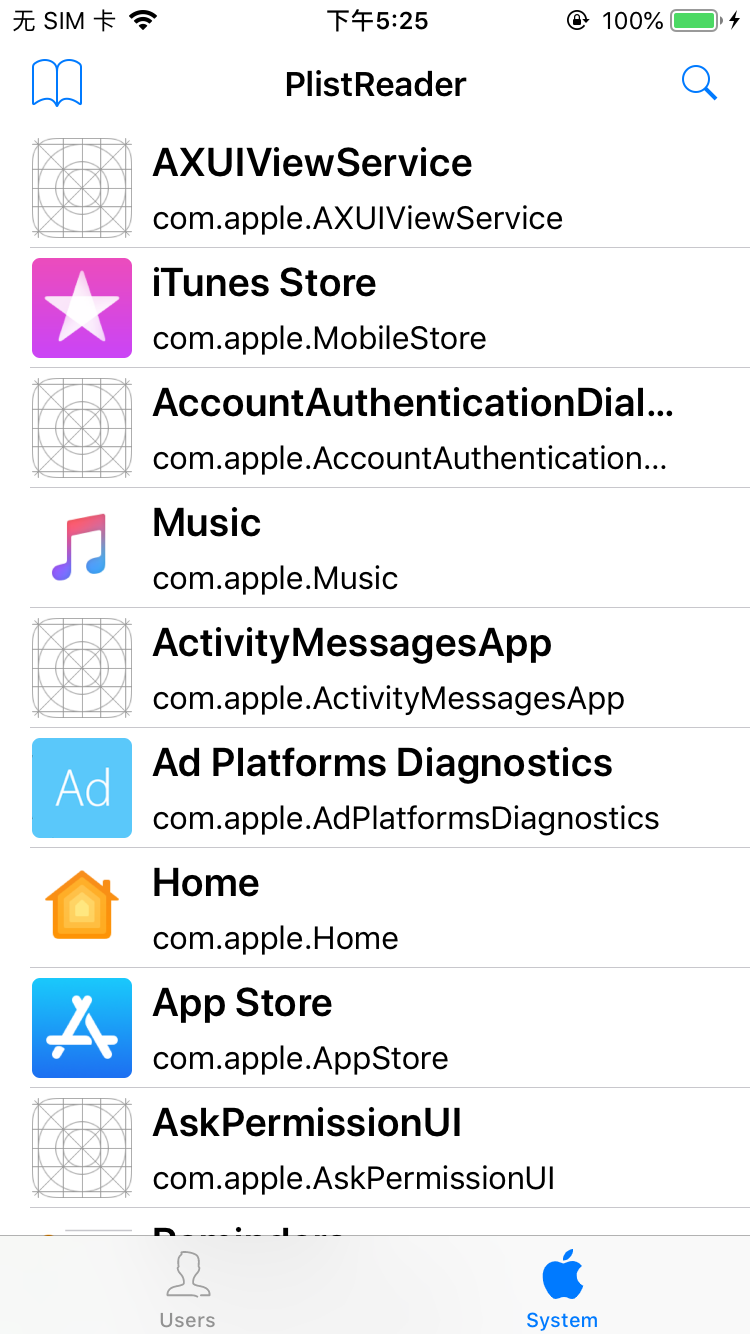 无 SIM 卡 下午5:25 100%
PlistReader
AXUIViewService
com.apple.AXUIViewService
iTunes Store
com.apple.MobileStore
AccountAuthenticationDial...
com.apple.AccountAuthentication...
Music
com.apple.Music
ActivityMessagesApp
com.apple.ActivityMessagesApp
Ad
Ad Platforms Diagnostics
com.apple.AdPlatformsDiagnostics
Home
com.apple.Home
App Store
com.apple.AppStore
AskPermissionUI
com.apple.AskPermissionUI
Reminders
Users
System